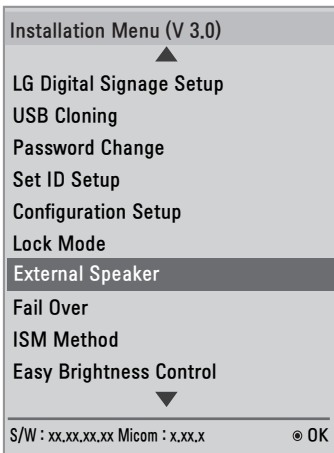 Installation Menu (V 3.0)
LG Digital Signage Setup
USB Cloning
Password Change
Set ID Setup
Configuration Setup
Lock Mode
External Speaker
Fail Over
ISM Method
Easy Brightness Control
S/W : xx.xx.xx.xx Micom : x.xx.x ◉ OK